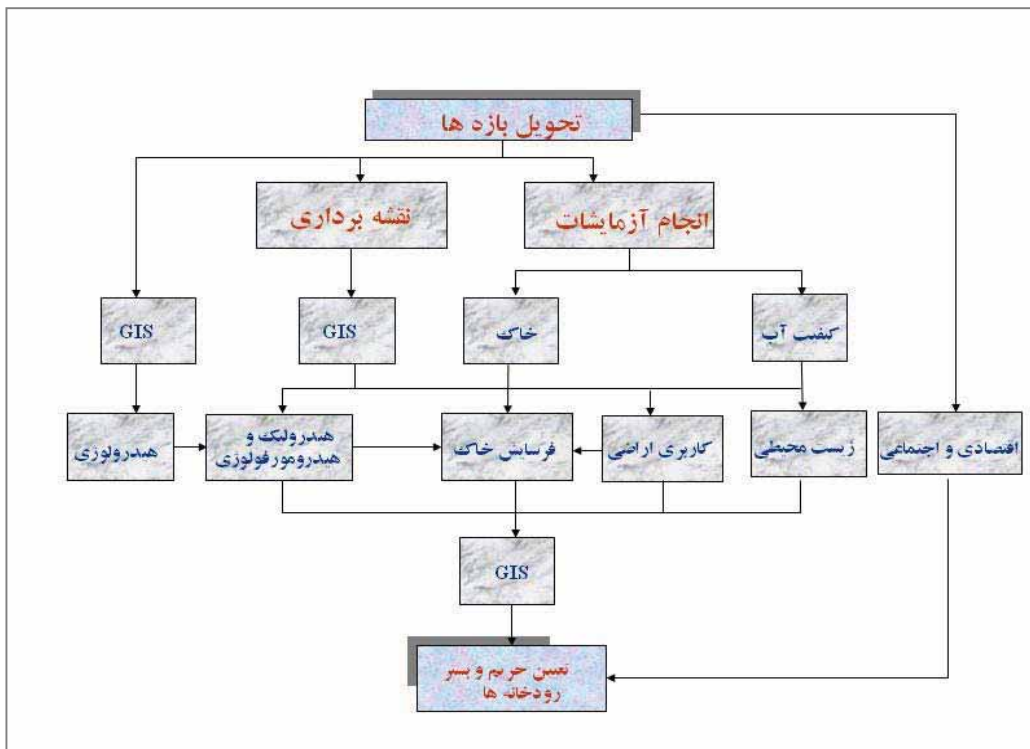 تحویل بازه ها
انجام آزمایشات
نقشه برداری
کیفیت آب
خاک
GIS
GIS
اقتصادی و اجتماعی
زیست محیطی
کاربری اراضی
فرسایش خاک
هیدرولیک و
هیدرومورفولوژی
هیدرولوژی
GIS
تعیین حریم و بستر
رودخانه ها